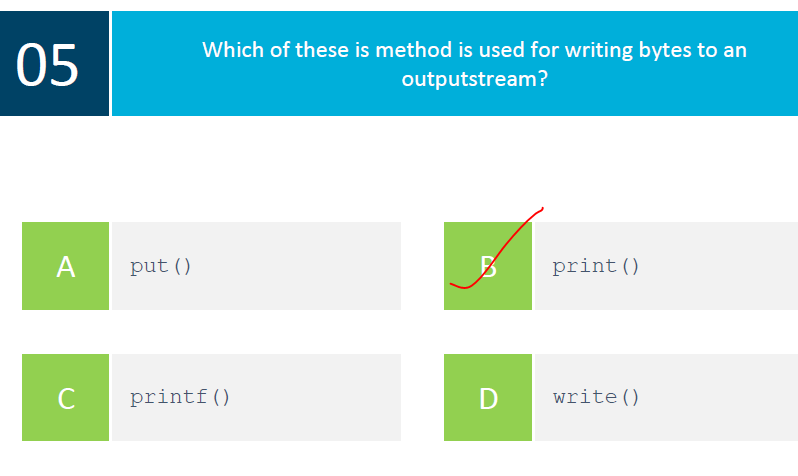 05
Which of these is method is used for writing bytes to an
outputstream?
A
put()
B
print()
C
printf()
D
write()